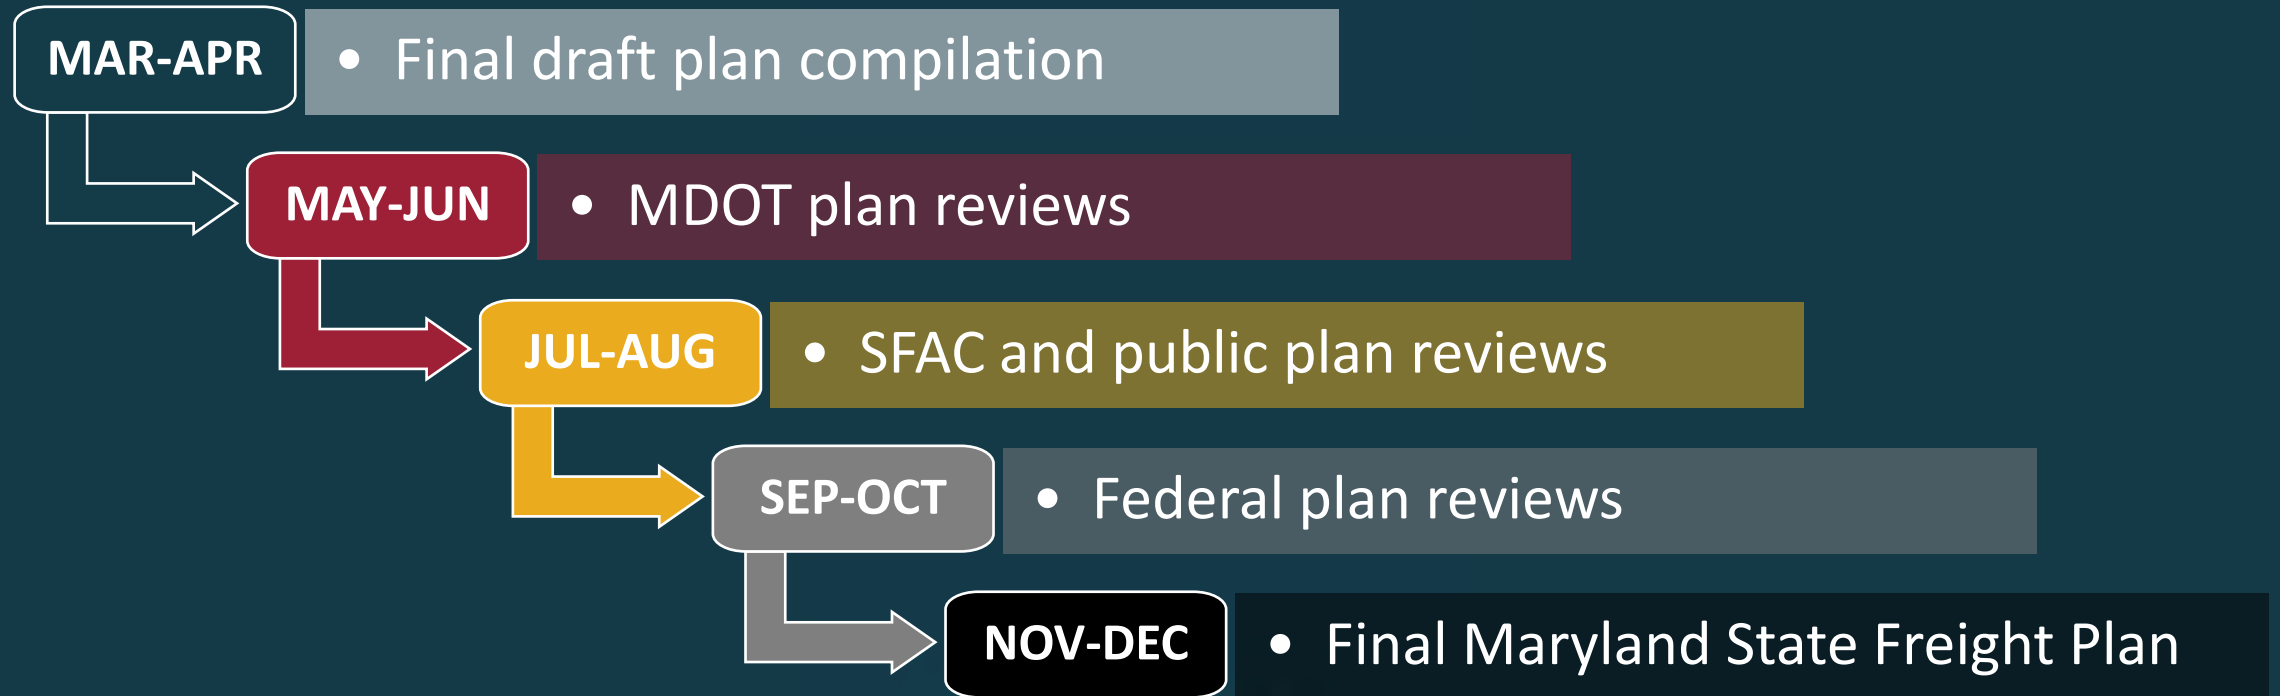 MAR-APR
• Final draft plan compilation
MAY-JUN
• MDOT plan reviews
JUL-AUG
• SFAC and public plan reviews
SEP-OCT
• Federal plan reviews
NOV-DEC
• Final Maryland State Freight Plan